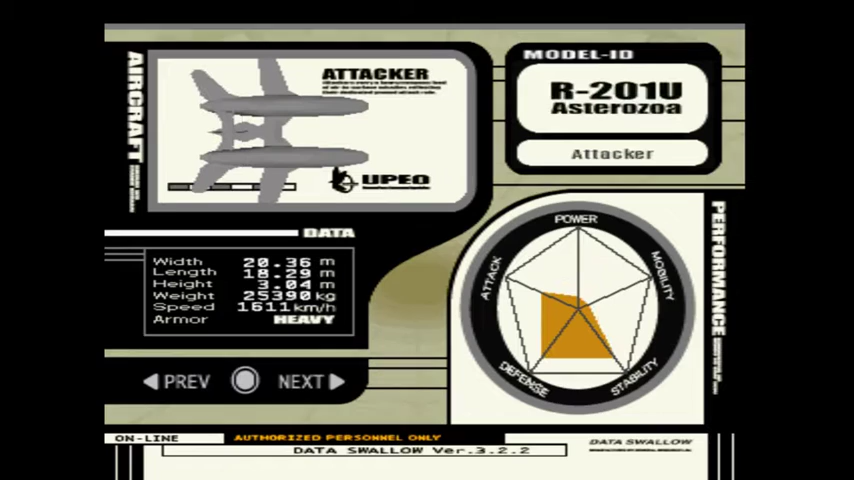 AIRCRAFT
ATTACKER
UPEO
MODEL-ID
R-201U
Asterozoa
Attacker
DATA
Width 20.36 m
Length 18.29 m
Height 3.04 m
Weight 25390 kg
Speed 1611 km/h
Armor HEAVY
PERFORMANCE
POWER
MOBILITY
STABILITY
DEFENSE
ATTACK
PREV
NEXT
ON-LINE
AUTHORIZED PERSONNEL ONLY
DATA SWALLOW Ver.3.2.2
DATA SWALLOW